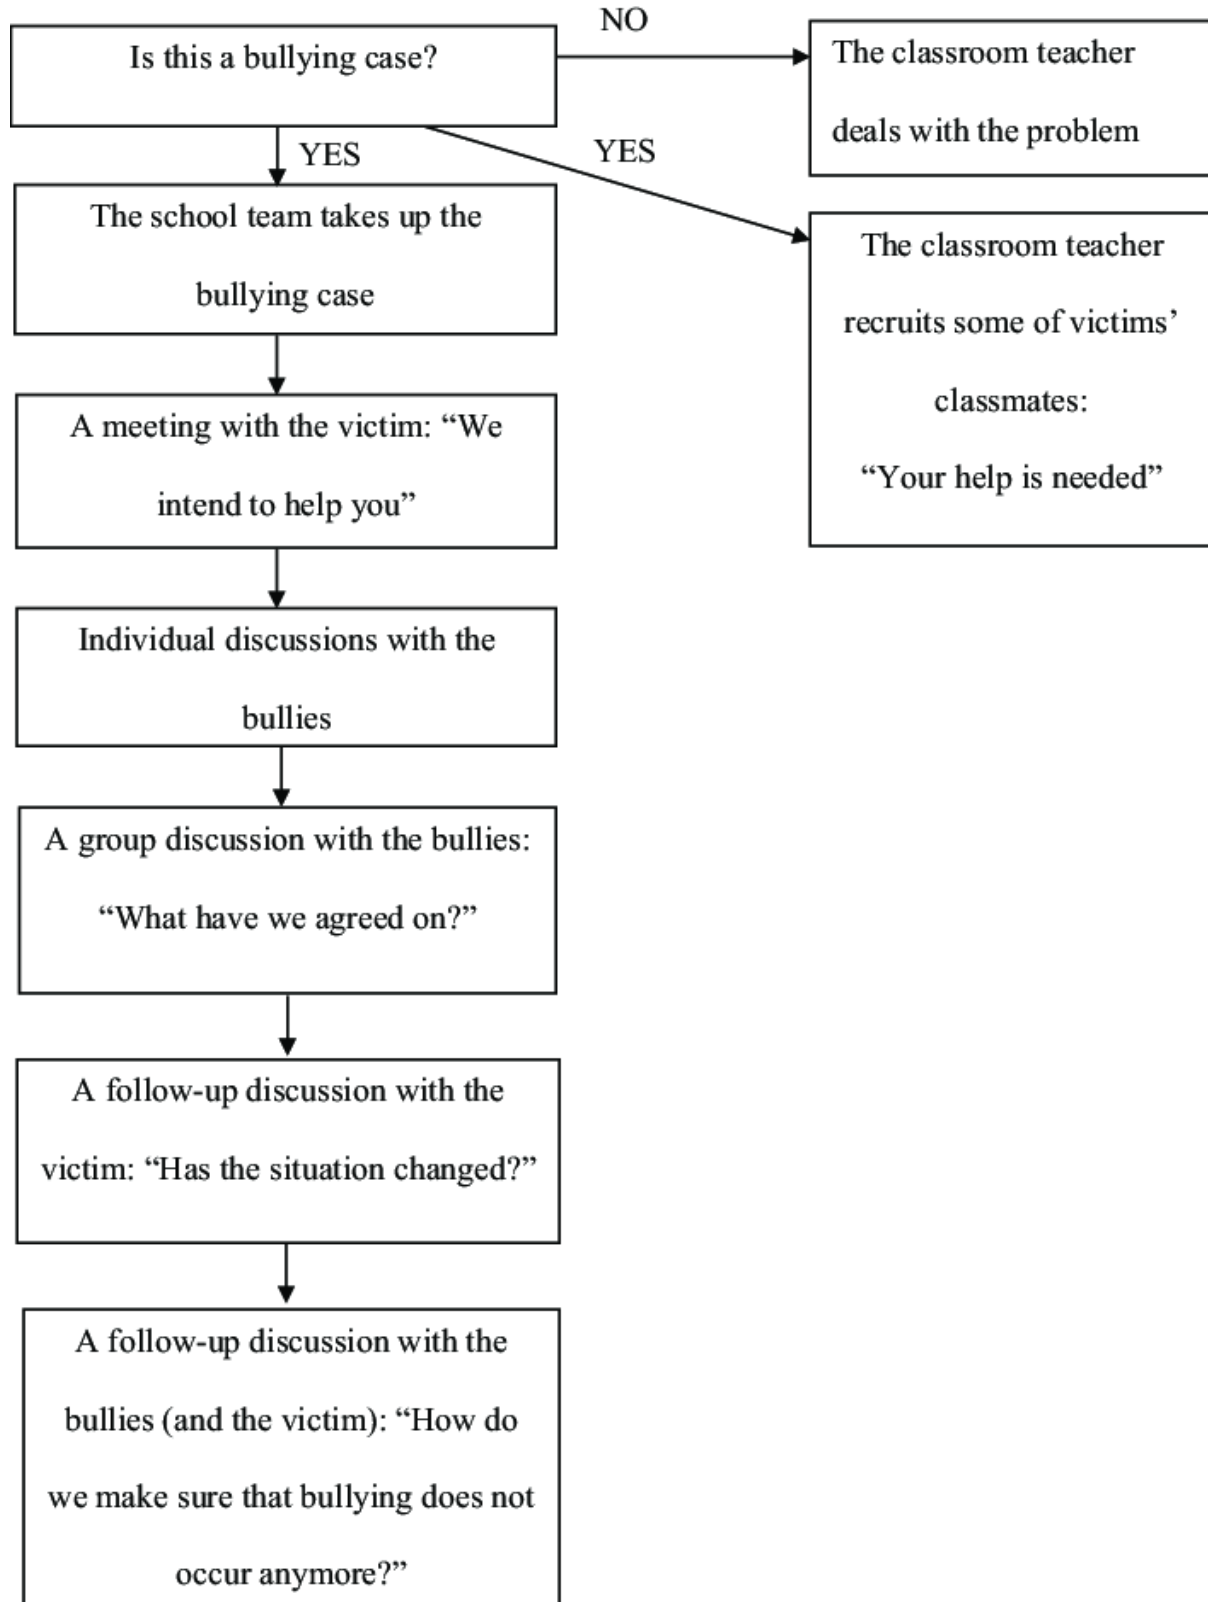 Is this a bullying case?
NO
The classroom teacher
deals with the problem
YES
YES
The school team takes up the
bullying case
The classroom teacher
recruits some of victims’
classmates:
“Your help is needed”
A meeting with the victim: “We
intend to help you”
Individual discussions with the
bullies
A group discussion with the bullies:
“What have we agreed on?”
A follow-up discussion with the
victim: “Has the situation changed?”
A follow-up discussion with the
bullies (and the victim): “How do
we make sure that bullying does not
occur anymore?”